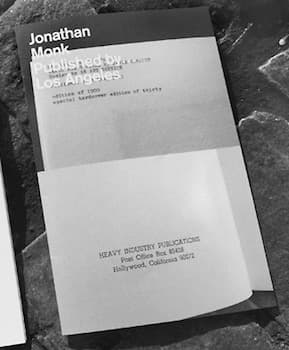 Jonathan
Monk
Published by
Los Angeles
edition of 1000
special hardcover edition of thirty
HEAVY INDUSTRY PUBLICATIONS
Post Office Box
Hollywood, California